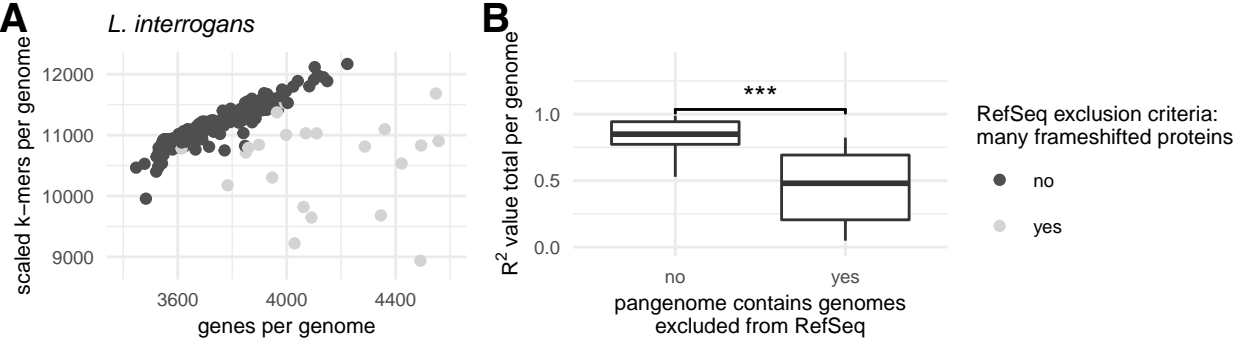 A
L. interrogans
scaled k−mers per genome
12000
11000
10000
9000
3600
4000
4400
genes per genome
B
R² value total per genome
1.0
0.5
0.0
***
no
yes
pangenome contains genomes
excluded from RefSeq
RefSeq exclusion criteria:
many frameshifted proteins
no
yes